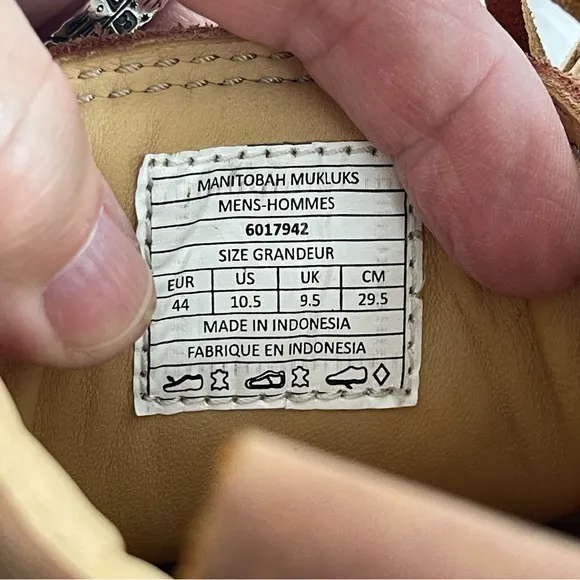 MANITOBAH MUKLUKS
MENS-HOMMES
6017942
SIZE GRANDEUR
EUR US UK CM
44 10.5 9.5 29.5
MADE IN INDONESIA
FABRIQUE EN INDONESIA